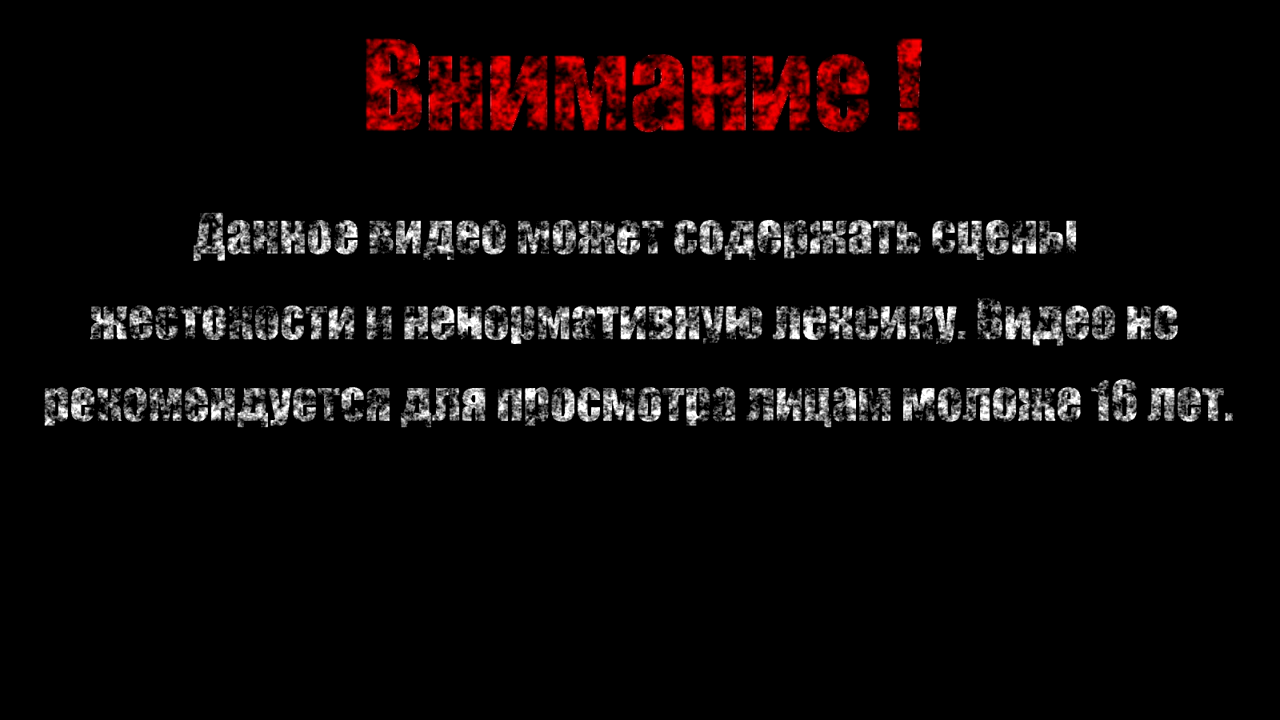 Внимание !
Данное видео может содержать сцены
жестокости и ненормативную лексику. Видео не
рекомендуется для просмотра лицам моложе 16 лет.